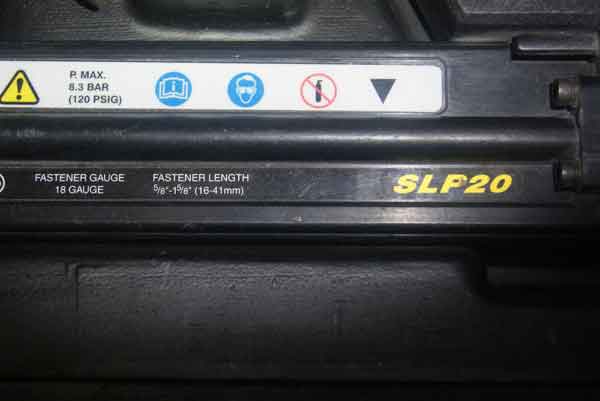 P. MAX.
8.3 BAR
(120 PSIG)
FASTENER GAUGE
18 GAUGE
FASTENER LENGTH
5/8"-1 5/8" (16-41mm)
SLP20